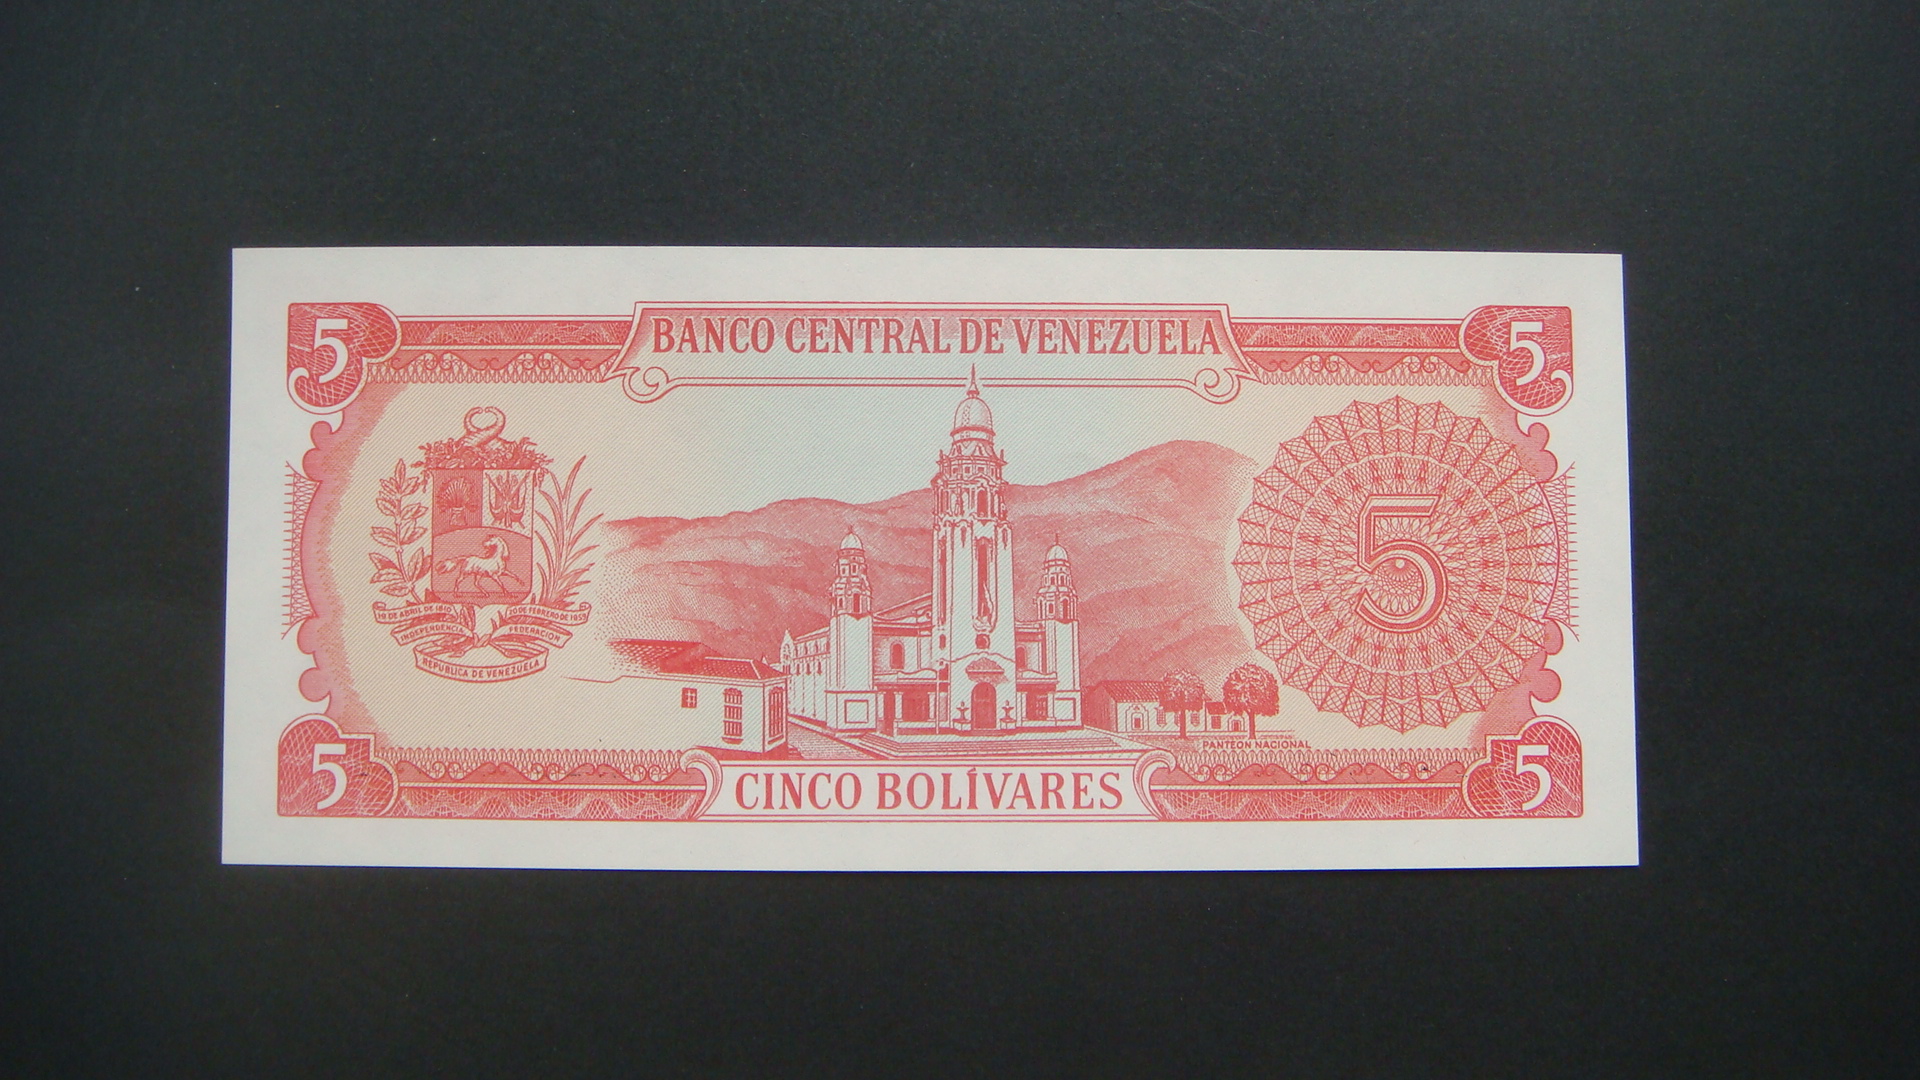 BANCO CENTRAL DE VENEZUELA
5
5
5
19 DE ABRIL DE 1810
20 DE FEBRERO DE 1859
INDEPENDENCIA
FEDERACION
REPUBLICA DE VENEZUELA
PANTEON NACIONAL
5
CINCO BOLÍVARES
5